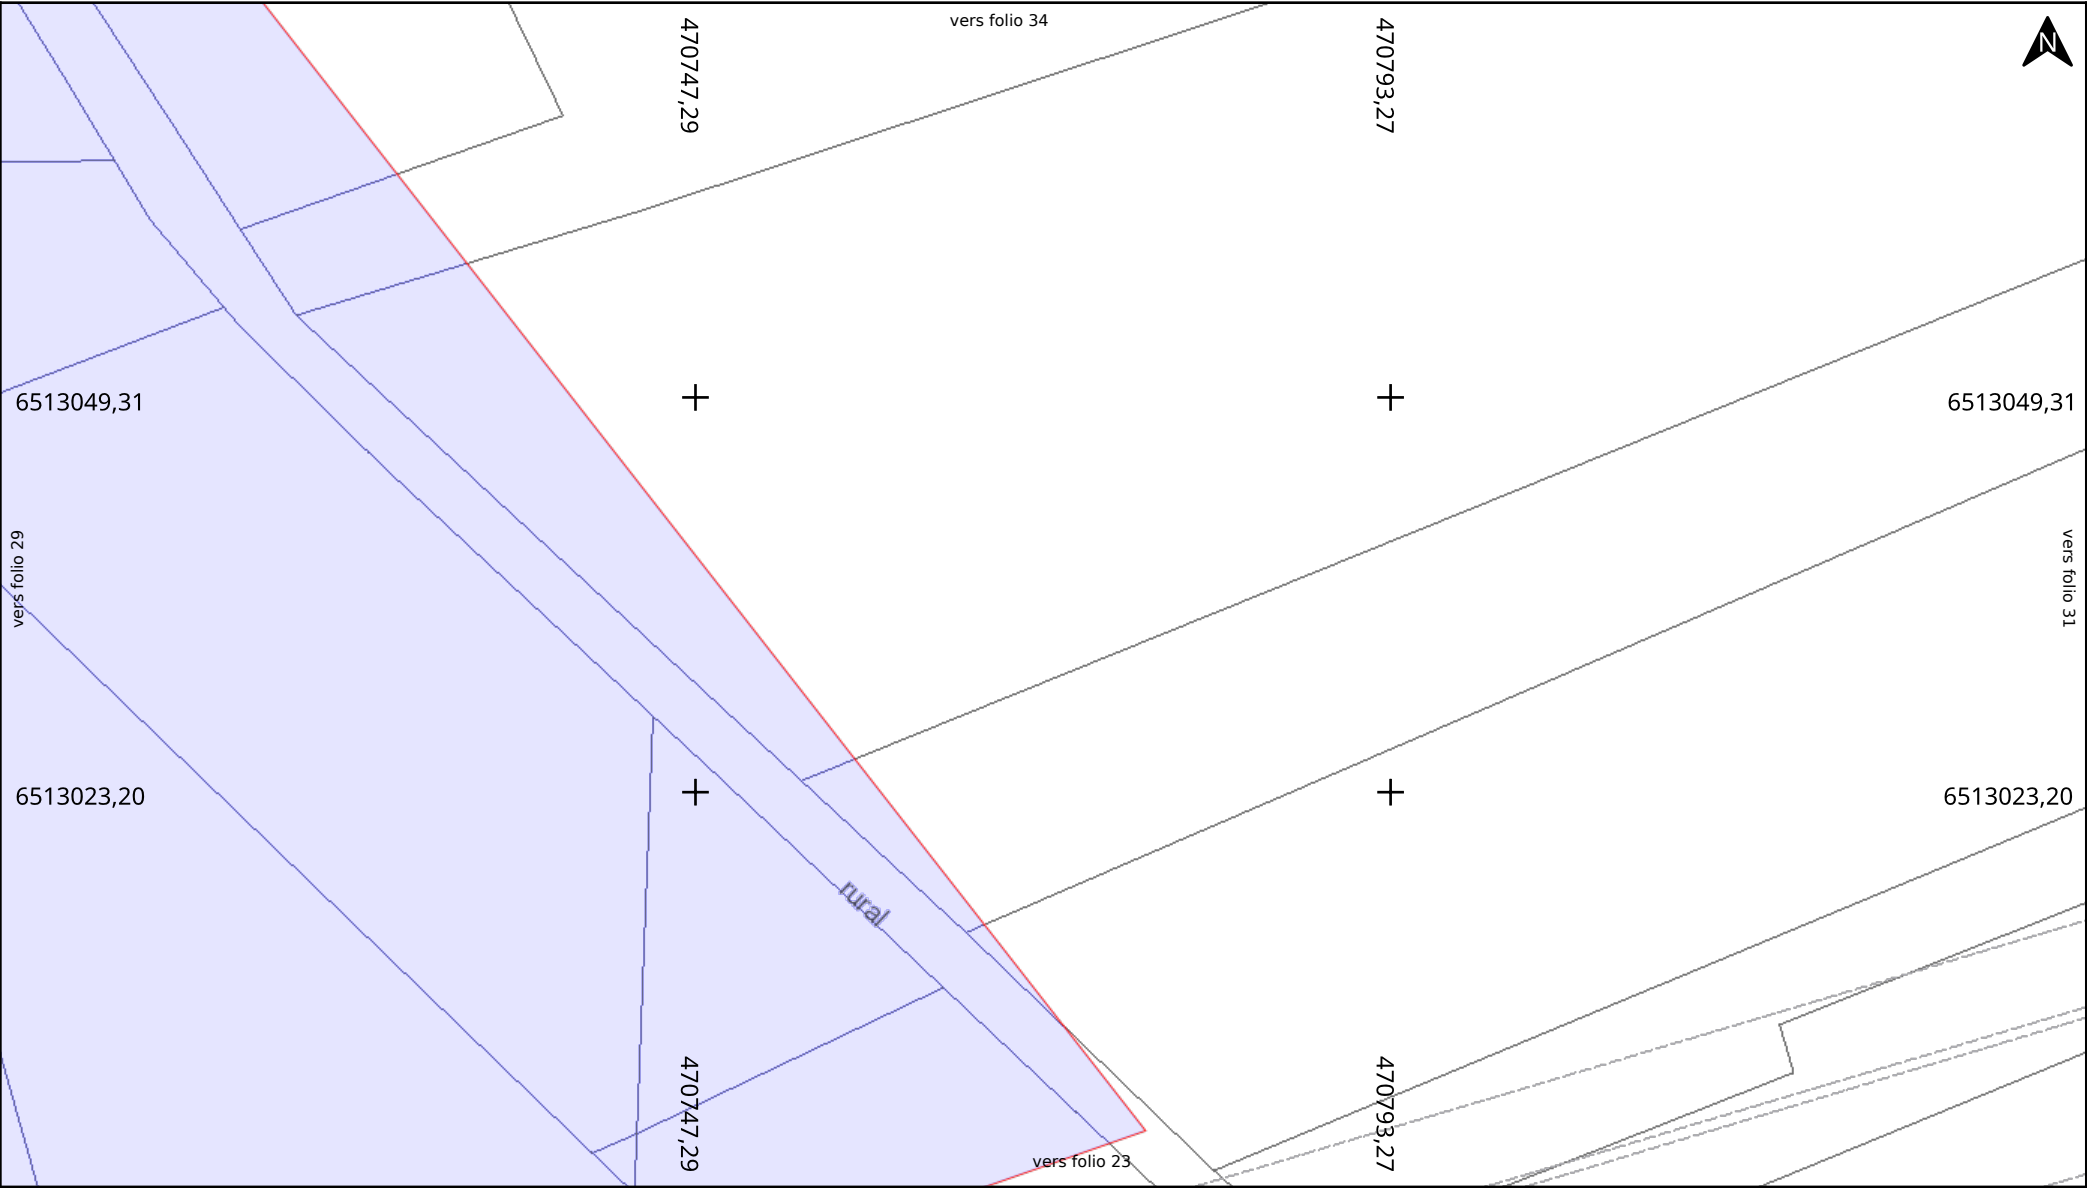 vers folio 34
N
470747,29
470793,27
6513049,31
6513049,31
vers folio 29
vers folio 31
6513023,20
6513023,20
rural
470747,29
470793,27
vers folio 23